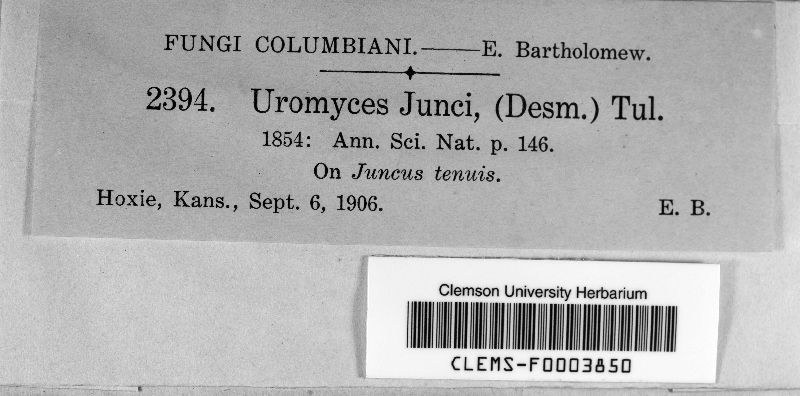 FUNGI COLUMBIANI.——E. Bartholomew.
2394. Uromyces Junci, (Desm.) Tul.
1854: Ann. Sci. Nat. p. 146.
On Juncus tenuis.
Hoxie, Kans., Sept. 6, 1906. E. B.
Clemson University Herbarium
CLEMS-F0003850